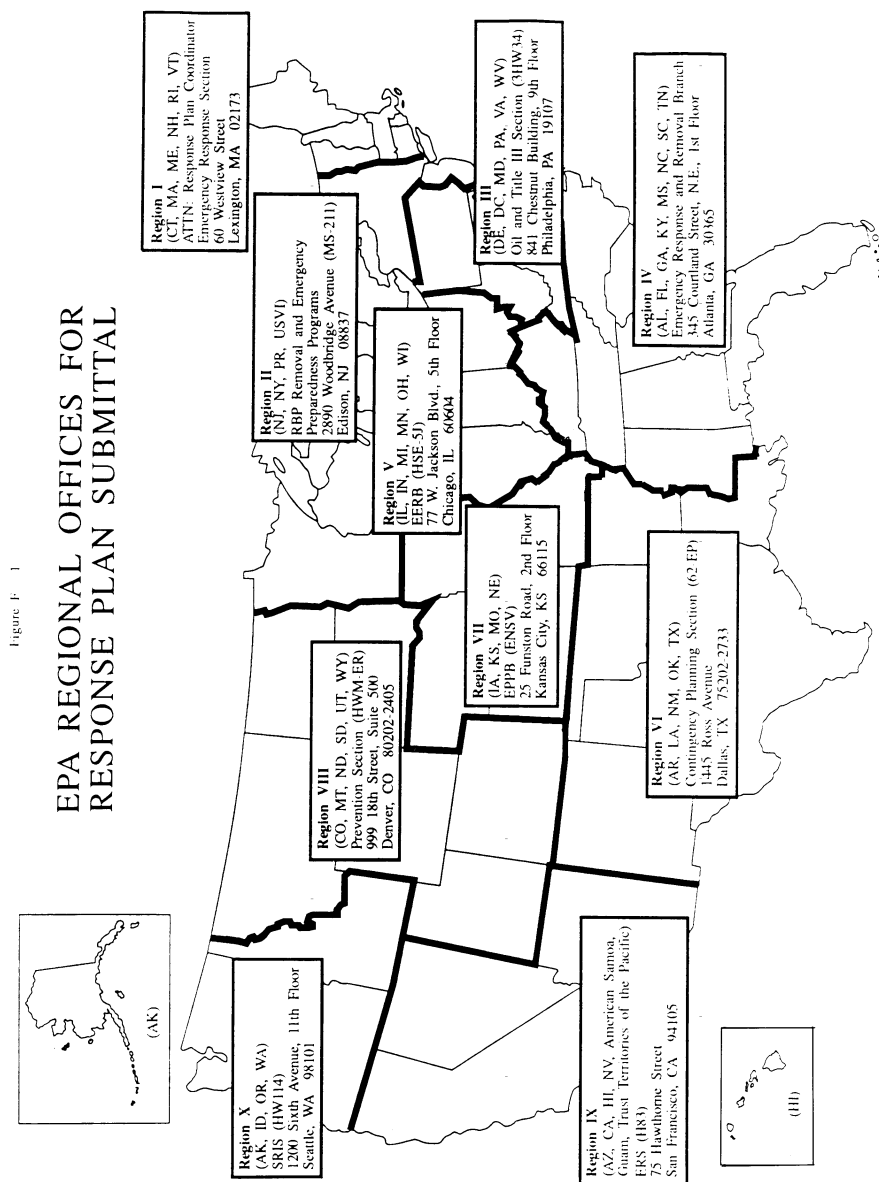 Figure F-1
EPA REGIONAL OFFICES FOR
RESPONSE PLAN SUBMITTAL
(AK)
Region X
(AK, ID, OR, WA)
SRIS (HW114)
1200 Sixth Avenue, 11th Floor
Seattle, WA 98101
Region VIII
(CO, MT, ND, SD, UT, WY)
Prevention Section (HWM-ER)
999 18th Street, Suite 500
Denver, CO 80202-2405
Region V
(IL, IN, MI, MN, OH, WI)
EERB (HSE-5J)
77 W. Jackson Blvd., 5th Floor
Chicago, IL 60604
Region II
(NJ, NY, PR, USVI)
RBP Removal and Emergency
Preparedness Programs
2890 Woodbridge Avenue (MS-211)
Edison, NJ 08837
Region I
(CT, MA, ME, NH, RI, VT)
ATTN: Response Plan Coordinator
Emergency Response Section
60 Westview Street
Lexington, MA 02173
Region VII
(IA, KS, MO, NE)
EPPB (ENSV)
25 Funston Road, 2nd Floor
Kansas City, KS 66115
Region III
(DE, DC, MD, PA, VA, WV)
Oil and Title III Section (3HW34)
841 Chestnut Building, 9th Floor
Philadelphia, PA 19107
Region IX
(AZ, CA, HI, NV, American Samoa,
Guam, Trust Territories of the Pacific)
ERS (H83)
75 Hawthorne Street
San Francisco, CA 94105
Region VI
(AR, LA, NM, OK, TX)
Contingency Planning Section (62 EP)
1445 Ross Avenue
Dallas, TX 75202-2733
Region IV
(AL, FL, GA, KY, MS, NC, SC, TN)
Emergency Response and Removal Branch
345 Courtland Street, N.E., 1st Floor
Atlanta, GA 30365
(HI)